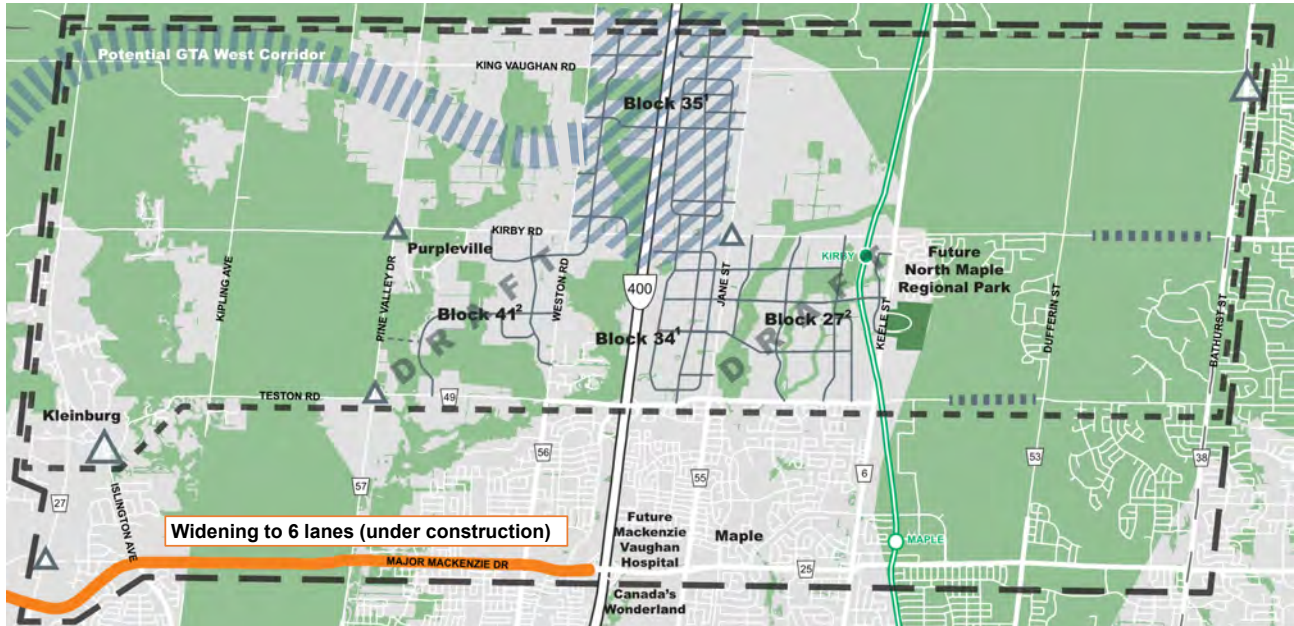 Potential GTA West Corridor
KING VAUGHAN RD
Block 35¹
KIPLING AVE
PINE VALLEY DR
Purpleville
KIRBY RD
WESTON RD
400
JANE ST
KIRBY
Future
North Maple
Regional Park
KEELE ST
DUFFERIN ST
BATHURST ST
Block 41²
DRAFT
Block 34¹
Block 27²
DRAFT
TESTON RD
49
Kleinburg
27
ISLINGTON AVE
57
56
55
6
53
38
Widening to 6 lanes (under construction)
MAJOR MACKENZIE DR
Future
Mackenzie
Vaughan
Hospital
Maple
MAPLE
25
Canada's
Wonderland